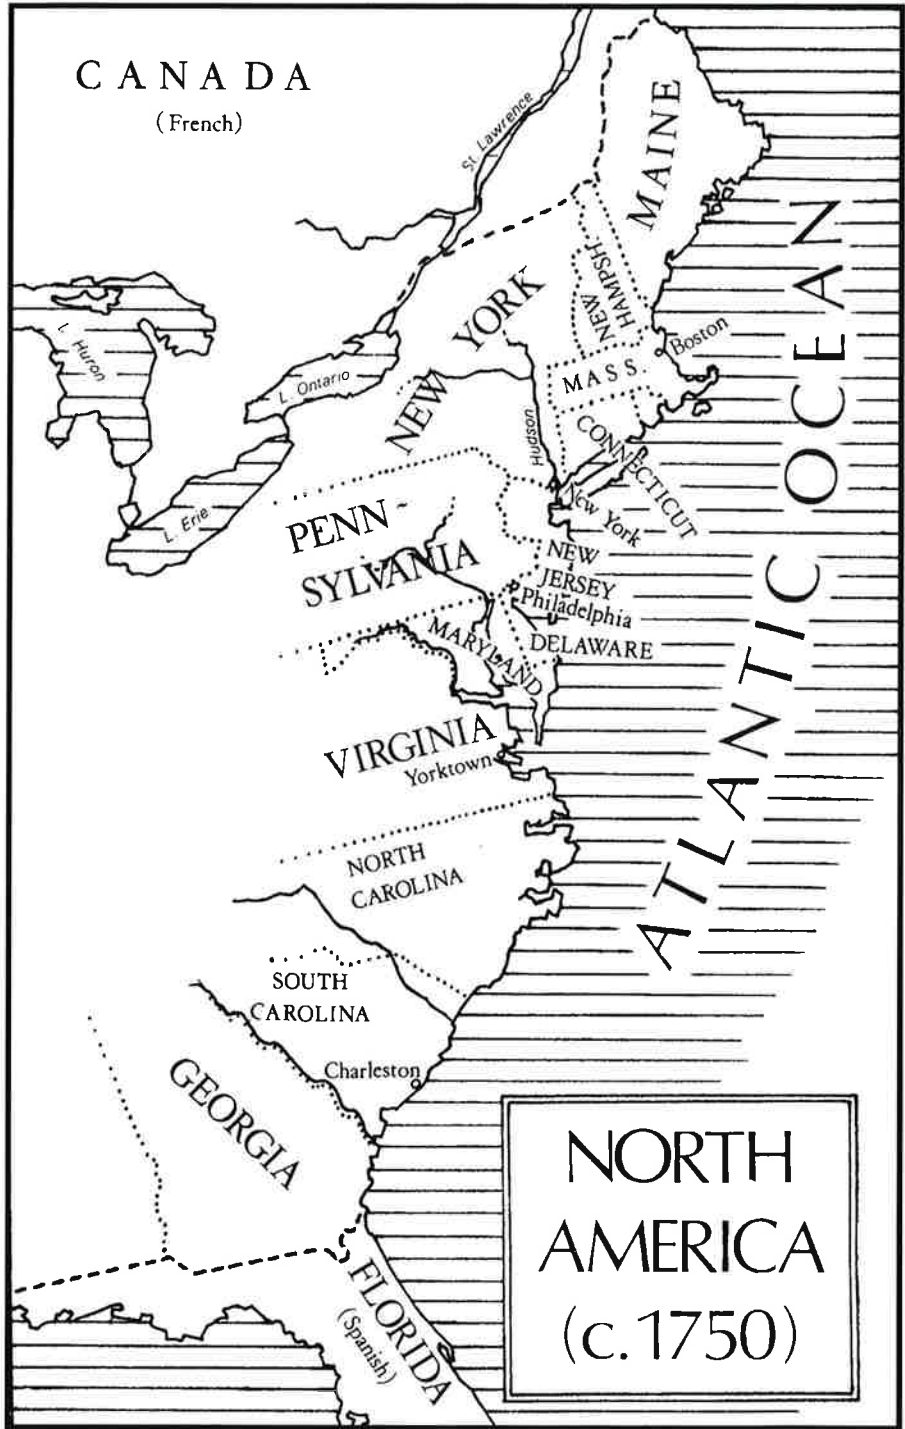 CANADA
(French)
St. Lawrence
MAINE
NEW
HAMPSH
NEW YORK
L. Huron
L. Ontario
L. Erie
Boston
MASS.
Hudson
CONNECTICUT
New York
PENN-
SYLVANIA
NEW
JERSEY
Philadelphia
MARYLAND
DELAWARE
ATLANTIC OCEAN
VIRGINIA
Yorktown
NORTH
CAROLINA
SOUTH
CAROLINA
Charleston
GEORGIA
FLORIDA
(Spanish)
NORTH
AMERICA
(c.1750)